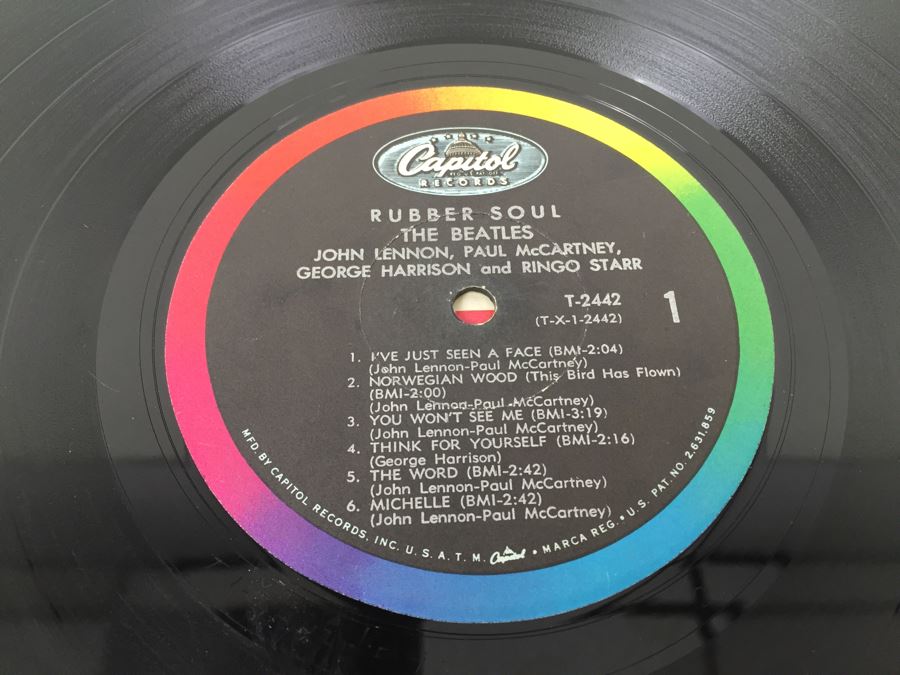 Capitol
RECORDS
RUBBER SOUL
THE BEATLES
JOHN LENNON, PAUL McCARTNEY,
GEORGE HARRISON and RINGO STARR
T-2442
(T-X-1-2442)
1
1. I'VE JUST SEEN A FACE (BMI-2:04)
(John Lennon-Paul McCartney)
2. NORWEGIAN WOOD (This Bird Has Flown)
(BMI-2:00)
(John Lennon-Paul McCartney)
3. YOU WON'T SEE ME (BMI-3:19)
(John Lennon-Paul McCartney)
4. THINK FOR YOURSELF (BMI-2:16)
(George Harrison)
5. THE WORD (BMI-2:42)
(John Lennon-Paul McCartney)
6. MICHELLE (BMI-2:42)
(John Lennon-Paul McCartney)
MFD. BY CAPITOL RECORDS, INC. U.S.A. T.M. Capitol • MARCA REG. • U.S. PAT. NO. 2,631,859